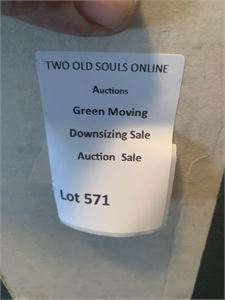 TWO OLD SOULS ONLINE
Auctions
Green Moving
Downsizing Sale
Auction Sale
Lot 571